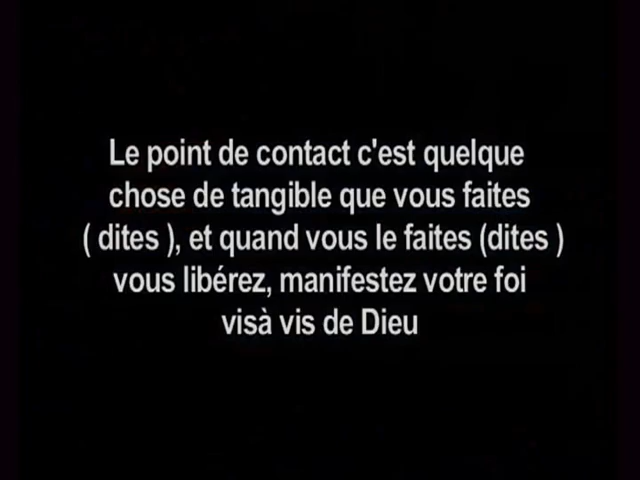 Le point de contact c'est quelque
chose de tangible que vous faites
( dites ), et quand vous le faites (dites )
vous libérez, manifestez votre foi
visà vis de Dieu